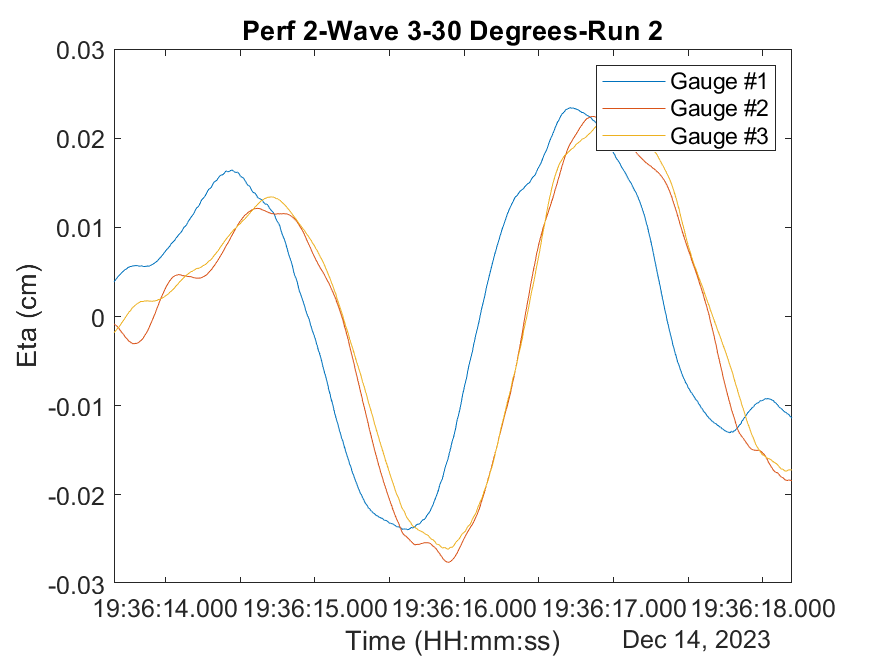 Perf 2-Wave 3-30 Degrees-Run 2
0.03
0.02
0.01
0
-0.01
-0.02
-0.03
Eta (cm)
Gauge #1
Gauge #2
Gauge #3
19:36:14.000 19:36:15.000 19:36:16.000 19:36:17.000 19:36:18.000
Time (HH:mm:ss)
Dec 14, 2023